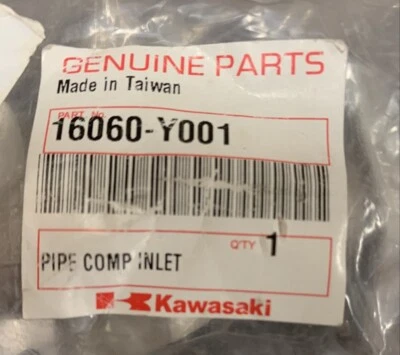 GENUINE PARTS
Made in Taiwan
PART No.
16060-Y001
Q'TY 1
PIPE COMP INLET
Kawasaki